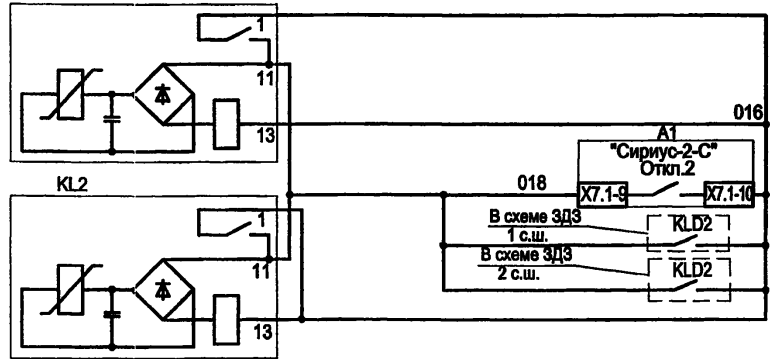 1
11
13
016
A1
"Сириус-2-С"
Откл.2
018
X7.1-9
X7.1-10
KL2
1
11
13
В схеме ЗДЗ
1 с.ш.
KLD2
В схеме ЗДЗ
2 с.ш.
KLD2